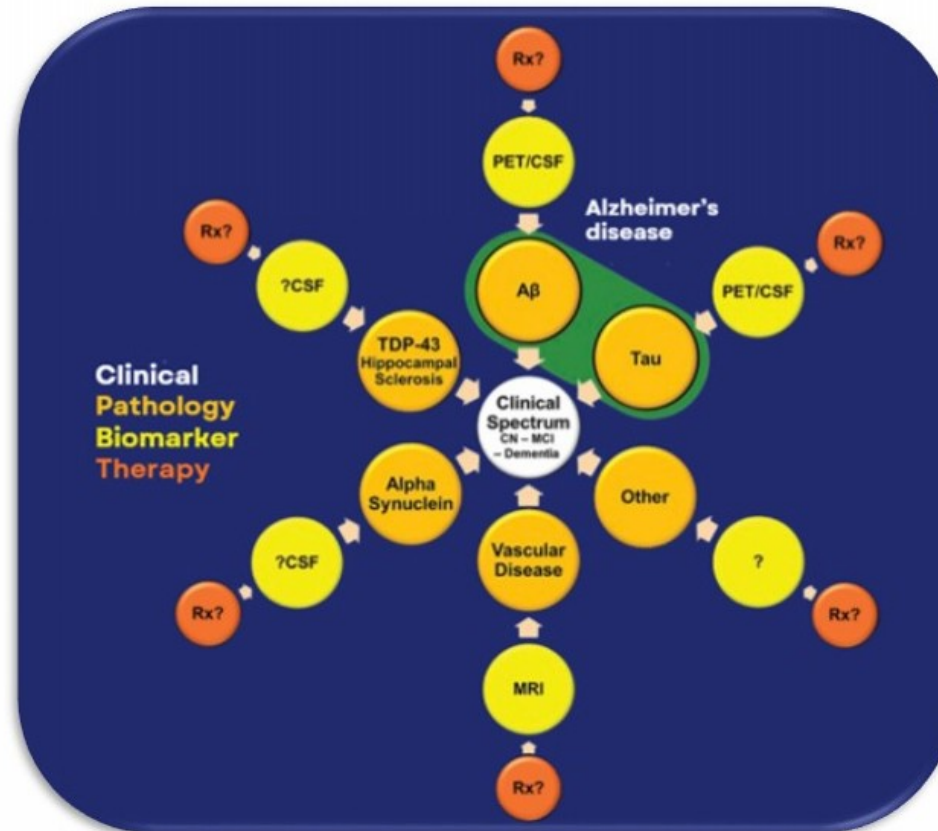 Rx?
PET/CSF
Alzheimer's
disease
Rx?
Rx?
?CSF
Aβ
PET/CSF
TDP-43
Hippocampal
Sclerosis
Tau
Clinical
Pathology
Biomarker
Therapy
Clinical
Spectrum
CN – MCI
– Dementia
Alpha
Synuclein
Other
Vascular
Disease
?CSF
?
Rx?
Rx?
MRI
Rx?